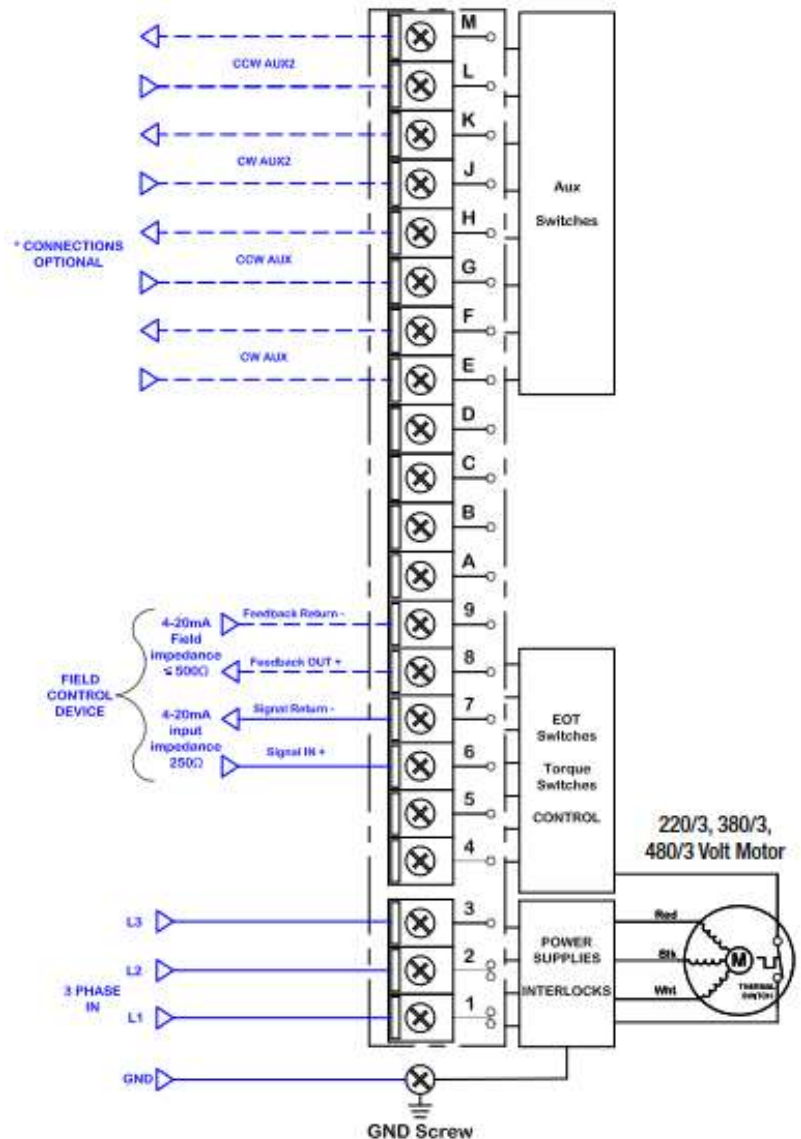 M
CCW AUX2
L
K
CW AUX2
J
Aux
Switches
H
* CONNECTIONS
OPTIONAL
CCW AUX
G
F
CW AUX
E
D
C
B
A
9
4-20mA
Field
impedance
≤ 500Ω
Feedback Return -
8
Feedback OUT +
FIELD
CONTROL
DEVICE
7
4-20mA
input
impedance
250Ω
Signal Return -
6
Signal IN +
5
4
EOT
Switches
Torque
Switches
CONTROL
220/3, 380/3,
480/3 Volt Motor
3
L3
2
L2
3 PHASE
IN
1
L1
POWER
SUPPLIES
INTERLOCKS
Red
Blk
Wht
M
THERMAL
SWITCH
GND
GND Screw